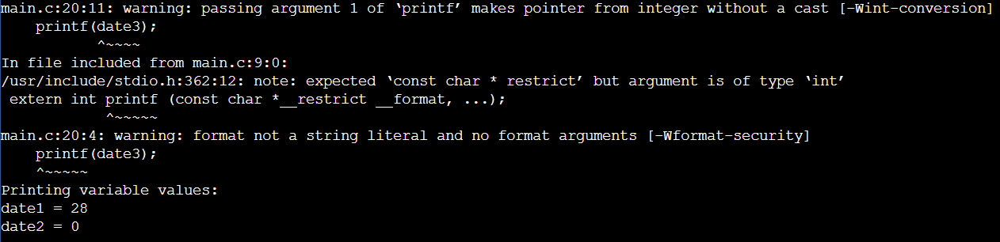 main.c:20:11: warning: passing argument 1 of ‘printf’ makes pointer from integer without a cast [-Wint-conversion]
    printf(date3);
           ^~~~~
In file included from main.c:9:0:
/usr/include/stdio.h:362:12: note: expected ‘const char * restrict’ but argument is of type ‘int’
 extern int printf (const char *__restrict __format, ...);
            ^~~~~~
main.c:20:4: warning: format not a string literal and no format arguments [-Wformat-security]
    printf(date3);
    ^~~~~~
Printing variable values:
date1 = 28
date2 = 0